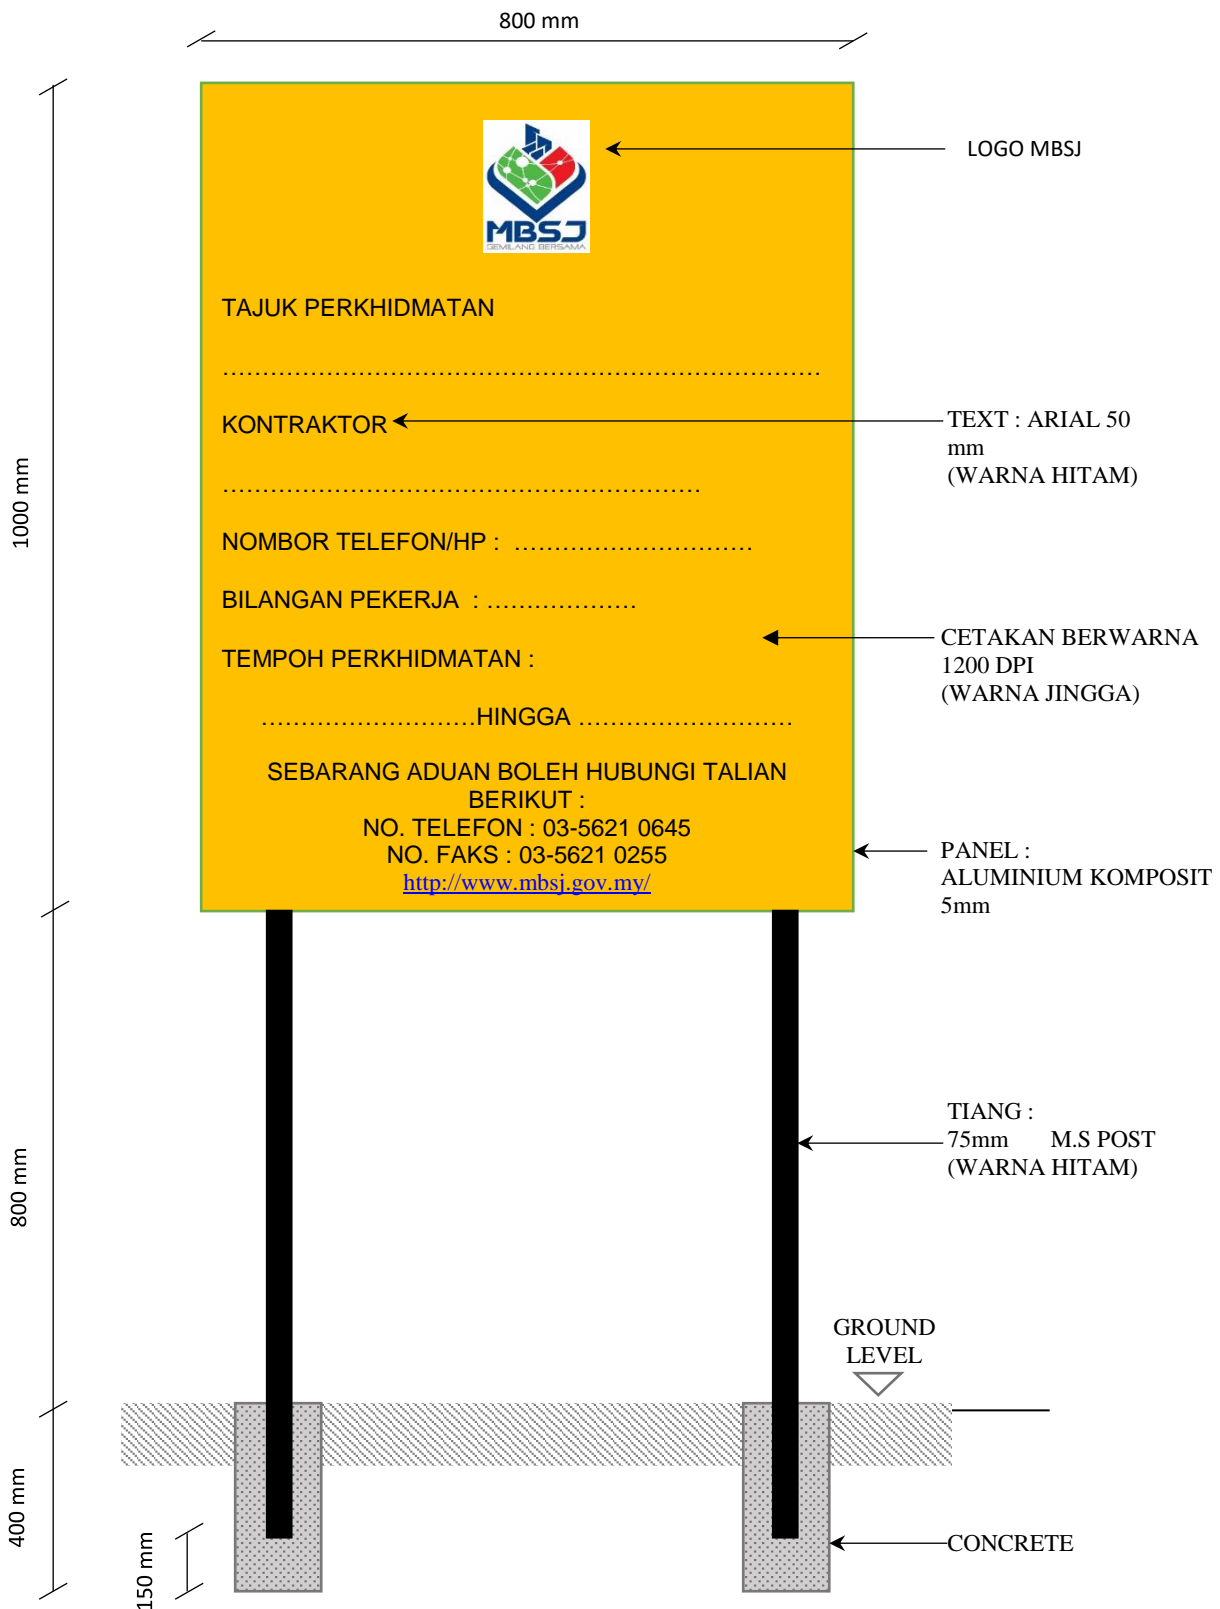 800 mm
MBSJ
GEMILANG BERSAMA
LOGO MBSJ
TAJUK PERKHIDMATAN
...........................................................................
KONTRAKTOR
TEXT : ARIAL 50
mm
(WARNA HITAM)
............................................................
1000 mm
NOMBOR TELEFON/HP : ..............................
BILANGAN PEKERJA : ...................
CETAKAN BERWARNA
1200 DPI
(WARNA JINGGA)
TEMPOH PERKHIDMATAN :
...........................HINGGA ...........................
SEBARANG ADUAN BOLEH HUBUNGI TALIAN
BERIKUT :
NO. TELEFON : 03-5621 0645
NO. FAKS : 03-5621 0255
http://www.mbsj.gov.my/
PANEL :
ALUMINIUM KOMPOSIT
5mm
800 mm
TIANG :
75mm M.S POST
(WARNA HITAM)
GROUND
LEVEL
400 mm
150 mm
CONCRETE